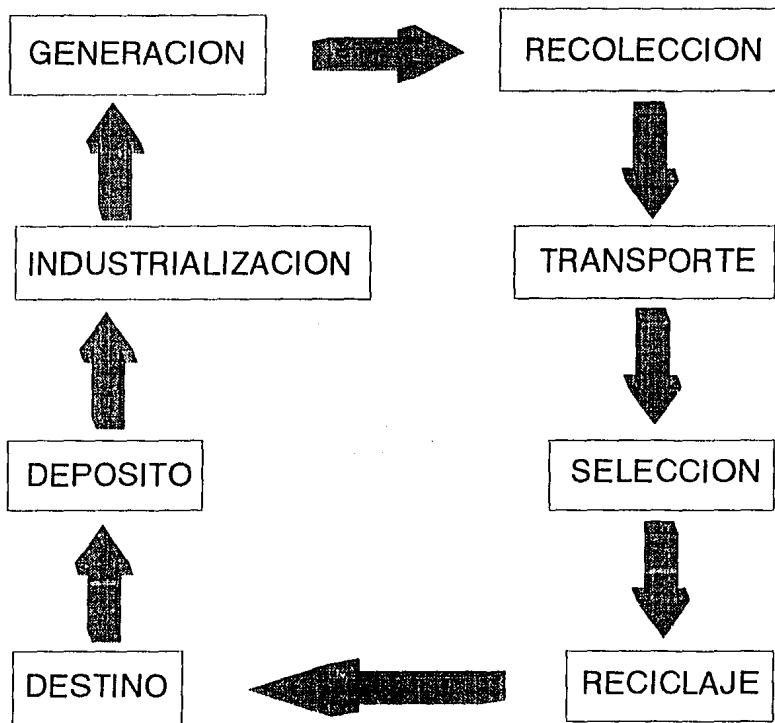 GENERACION
RECOLECCION
INDUSTRIALIZACION
TRANSPORTE
DEPOSITO
SELECCION
DESTINO
RECICLAJE